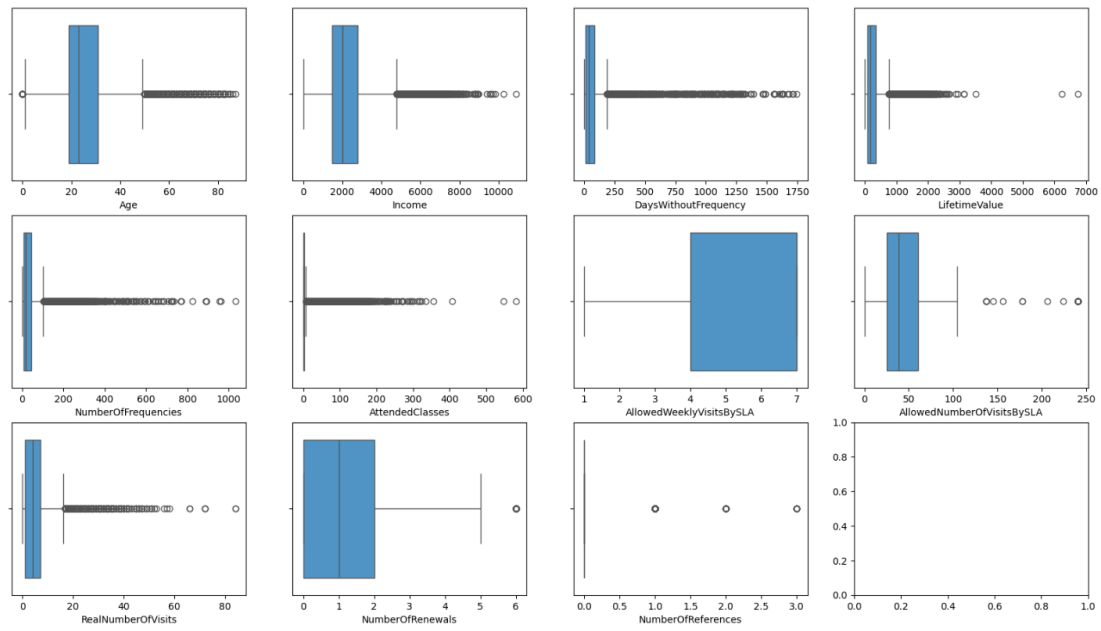 0 20 40 60 80
Age
0 2000 4000 6000 8000 10000
Income
0 250 500 750 1000 1250 1500 1750
DaysWithoutFrequency
0 1000 2000 3000 4000 5000 6000 7000
LifetimeValue
0 200 400 600 800 1000
NumberOfFrequencies
0 100 200 300 400 500 600
AttendedClasses
1 2 3 4 5 6 7
AllowedWeeklyVisitsBySLA
0 50 100 150 200 250
AllowedNumberOfVisitsBySLA
0 20 40 60 80
RealNumberOfVisits
0 1 2 3 4 5 6
NumberOfRenewals
0.0 0.5 1.0 1.5 2.0 2.5 3.0
NumberOfReferences
1.0
0.8
0.6
0.4
0.2
0.0
0.0 0.2 0.4 0.6 0.8 1.0